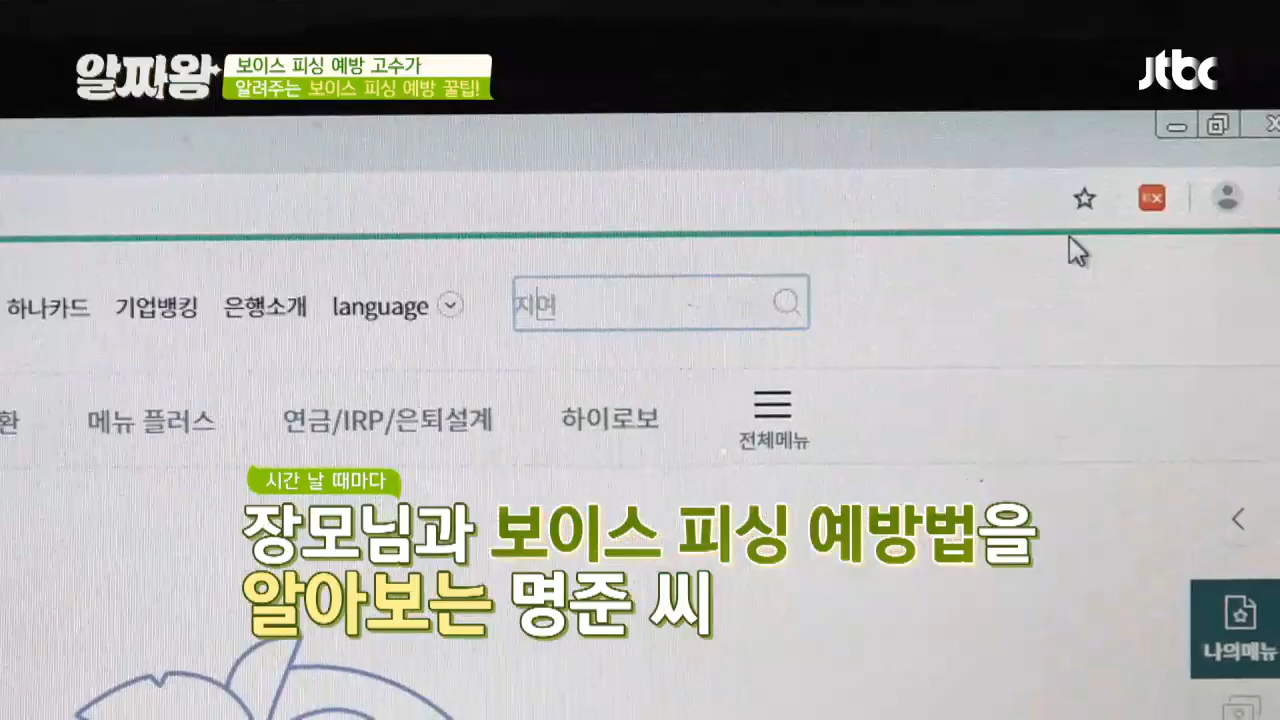 알짜왕
보이스 피싱 예방 고수가
알려주는 보이스 피싱 예방 꿀팁!
jtbc
하나카드 기업뱅킹 은행소개 language 지여
환 메뉴 플러스 연금/IRP/은퇴설계 하이로보 전체메뉴
시간 날 때마다
장모님과 보이스 피싱 예방법을
알아보는 명준 씨
나의메뉴